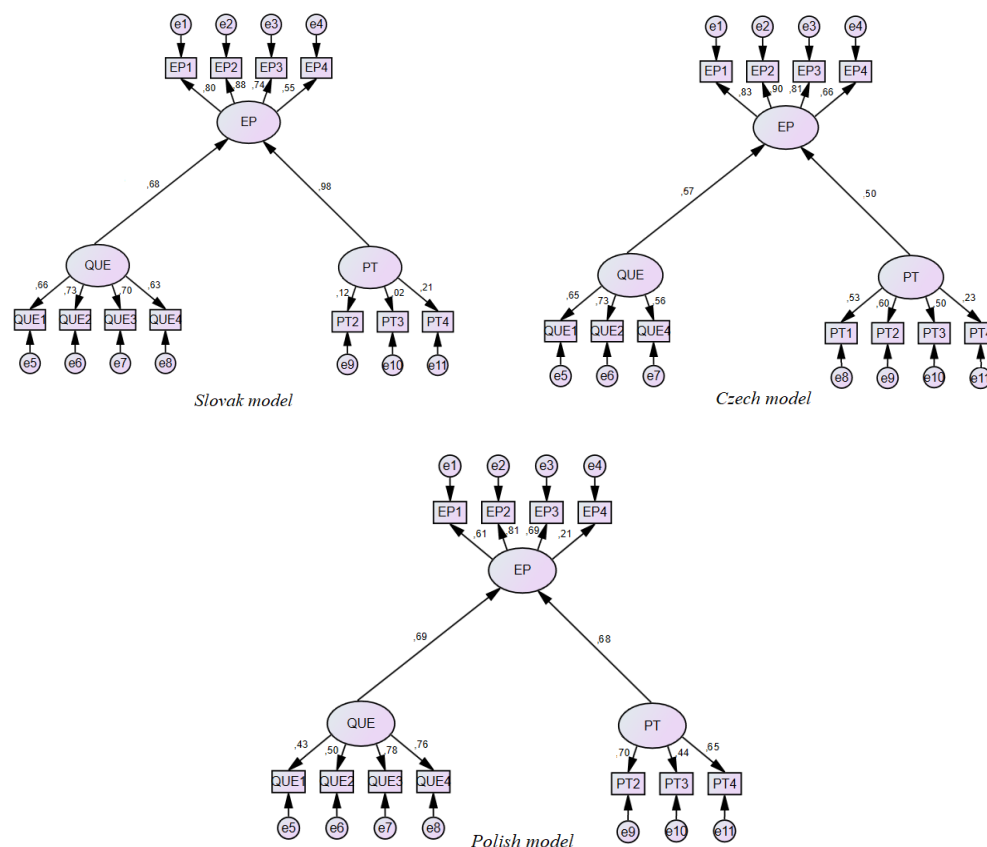 e1 e2 e3 e4
EP1 EP2 EP3 EP4
,80 ,88 ,74 ,55
EP
,68 ,98
QUE PT
,66 ,73 ,70 ,63 ,12 ,02 ,21
QUE1 QUE2 QUE3 QUE4 PT2 PT3 PT4
e5 e6 e7 e8 e9 e10 e11
Slovak model
e1 e2 e3 e4
EP1 EP2 EP3 EP4
,83 ,90 ,81 ,66
EP
,57 ,50
QUE PT
,65 ,73 ,56 ,53 ,60 ,50 ,23
QUE1 QUE2 QUE4 PT1 PT2 PT3 PT4
e5 e6 e7 e8 e9 e10 e11
Czech model
e1 e2 e3 e4
EP1 EP2 EP3 EP4
,61 ,81 ,69 ,21
EP
,69 ,68
QUE PT
,43 ,50 ,78 ,76 ,70 ,44 ,65
QUE1 QUE2 QUE3 QUE4 PT2 PT3 PT4
e5 e6 e7 e8 e9 e10 e11
Polish model